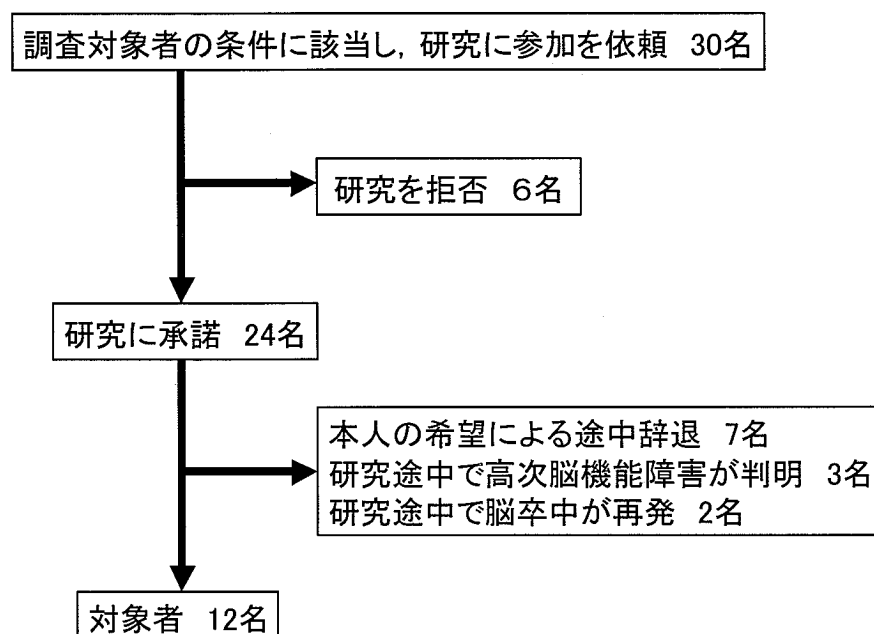 調査対象者の条件に該当し，研究に参加を依頼 30名
研究を拒否 6名
研究に承諾 24名
本人の希望による途中辞退 7名
研究途中で高次脳機能障害が判明 3名
研究途中で脳卒中が再発 2名
対象者 12名